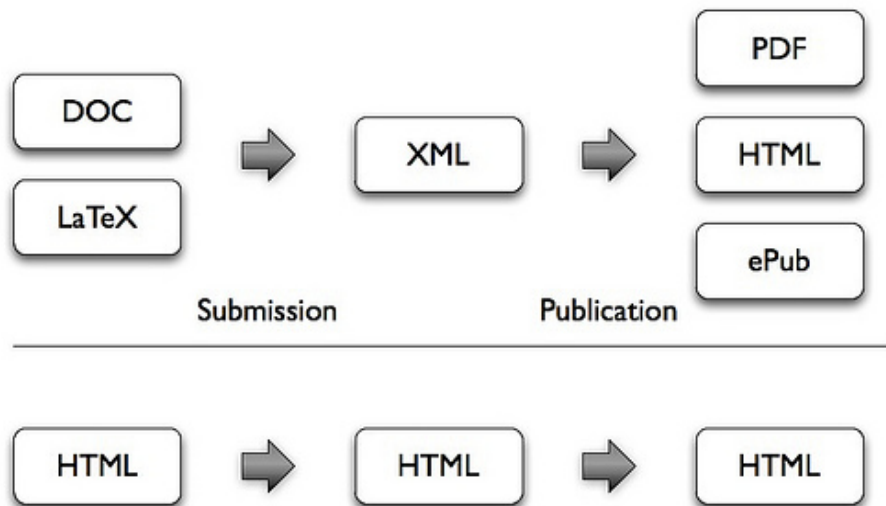 PDF
DOC
XML
HTML
LaTeX
ePub
Submission
Publication
HTML
HTML
HTML